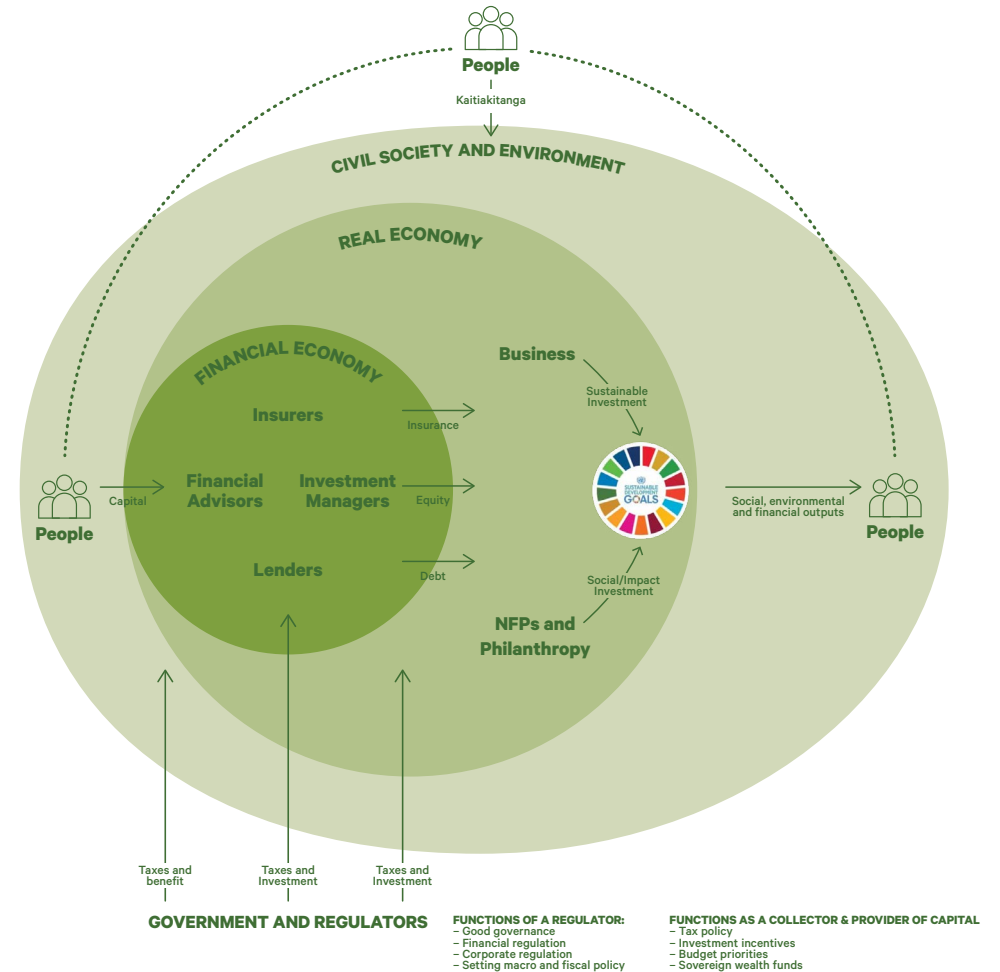 People
Kaitiakitanga
CIVIL SOCIETY AND ENVIRONMENT
REAL ECONOMY
FINANCIAL ECONOMY
Insurers
Insurance
Financial
Advisors
Investment
Managers
Equity
Lenders
Debt
People
Capital
Business
Sustainable
Investment
SUSTAINABLE
DEVELOPMENT
GOALS
Social/Impact
Investment
NFPs and
Philanthropy
Social, environmental
and financial outputs
People
Taxes and
benefit
Taxes and
Investment
Taxes and
Investment
GOVERNMENT AND REGULATORS
FUNCTIONS OF A REGULATOR:
– Good governance
– Financial regulation
– Corporate regulation
– Setting macro and fiscal policy
FUNCTIONS AS A COLLECTOR & PROVIDER OF CAPITAL
– Tax policy
– Investment incentives
– Budget priorities
– Sovereign wealth funds